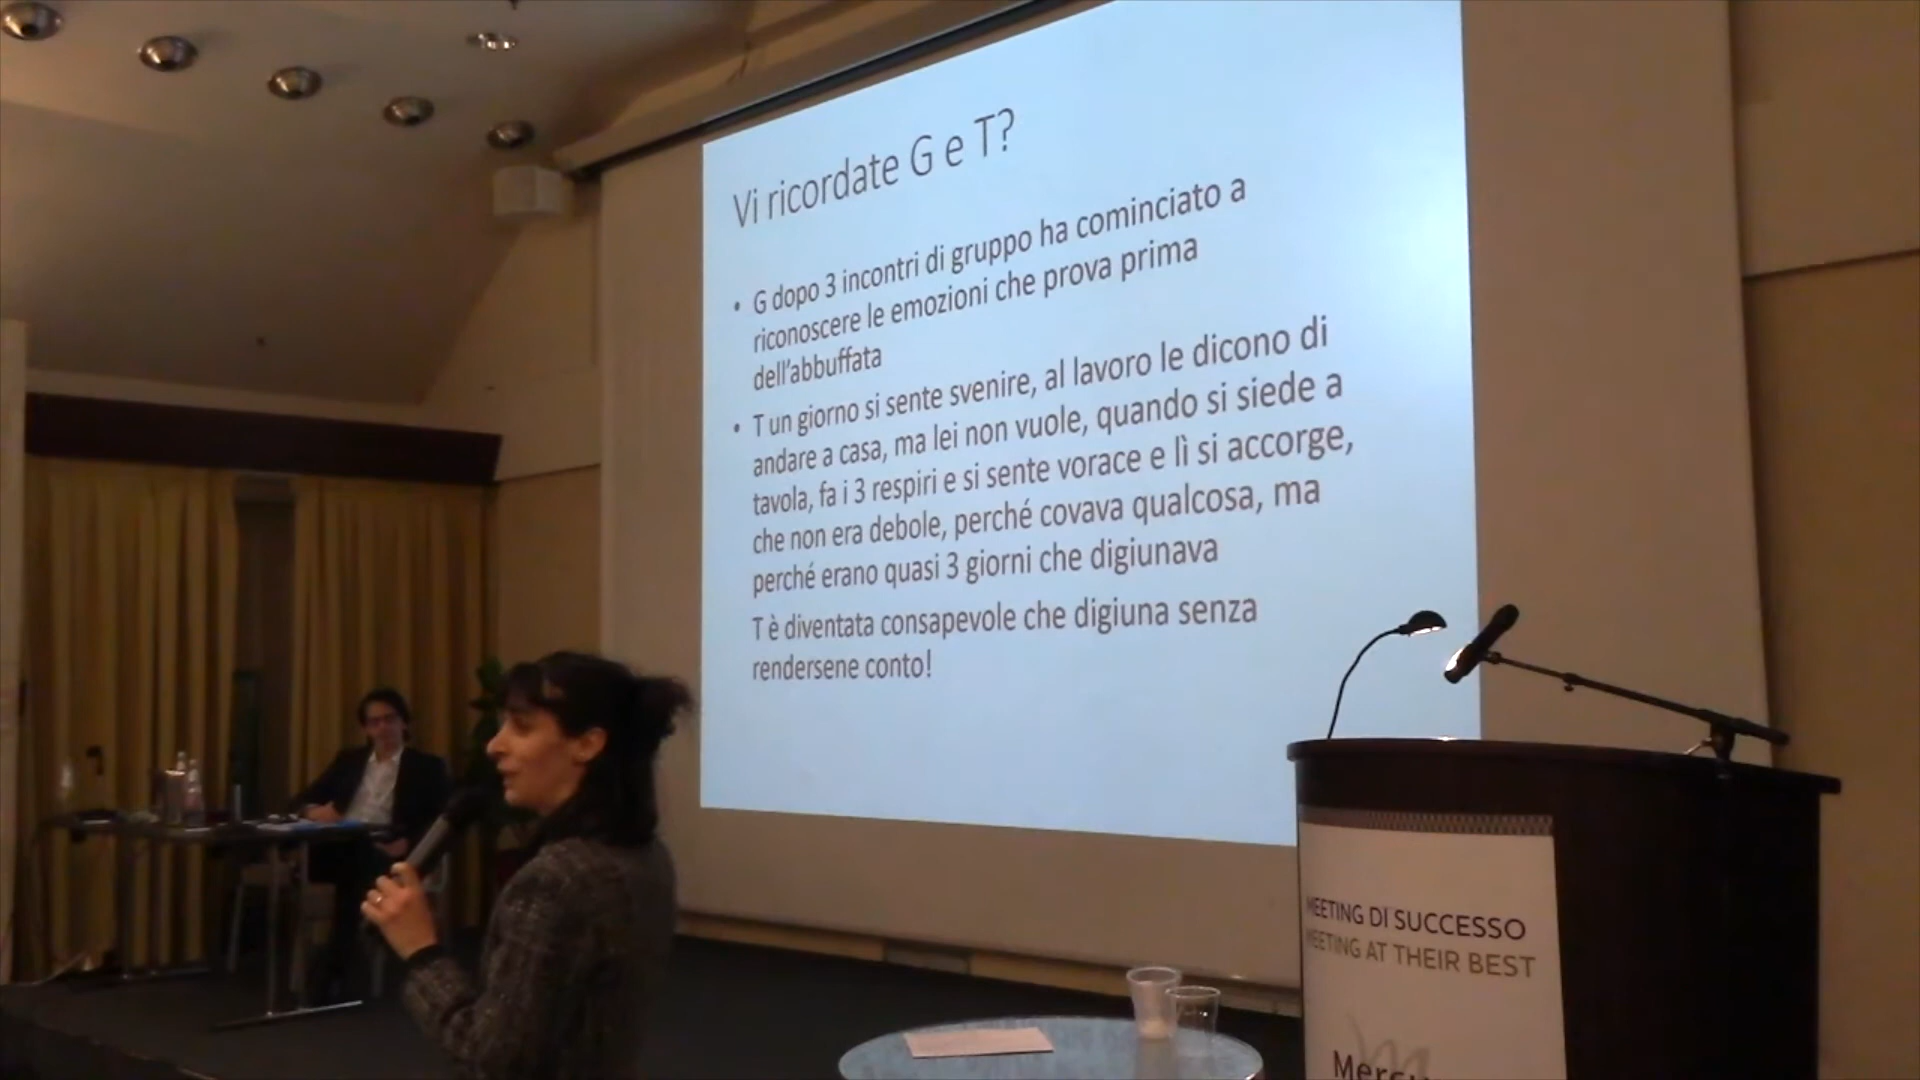 Vi ricordate G e T?
• G dopo 3 incontri di gruppo ha cominciato a
riconoscere le emozioni che prova prima
dell'abbuffata
• T un giorno si sente svenire, al lavoro le dicono di
andare a casa, ma lei non vuole, quando si siede a
tavola, fa i 3 respiri e si sente vorace e lì si accorge,
che non era debole, perché covava qualcosa, ma
perché erano quasi 3 giorni che digiunava
T è diventata consapevole che digiuna senza
rendersene conto!
MEETING DI SUCCESSO
MEETING AT THEIR BEST